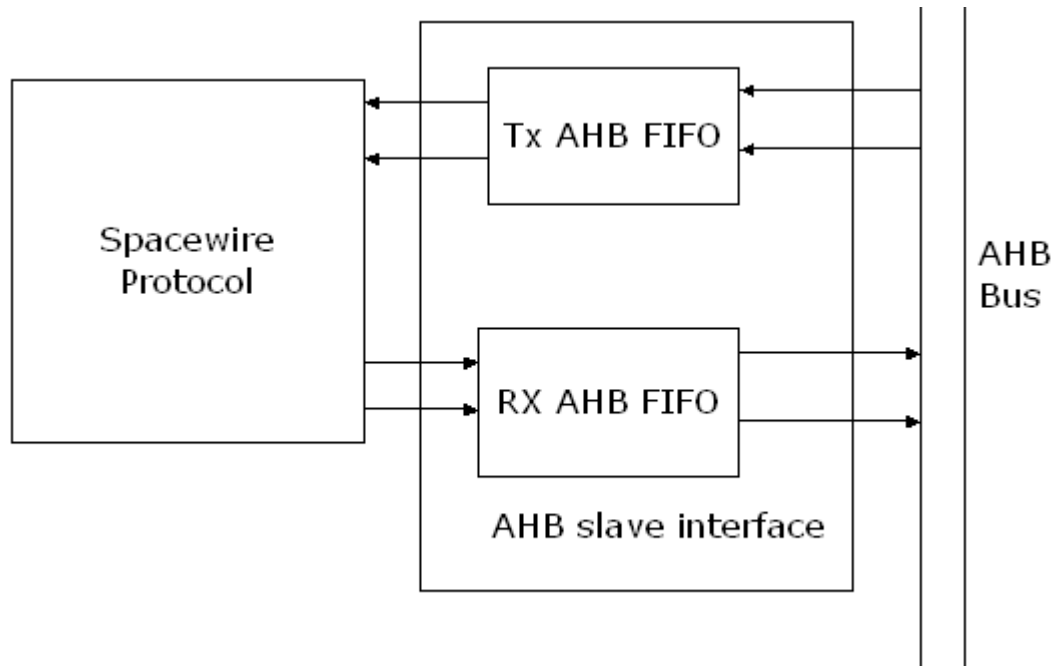 Tx AHB FIFO
Spacewire
Protocol
AHB
Bus
RX AHB FIFO
AHB slave interface